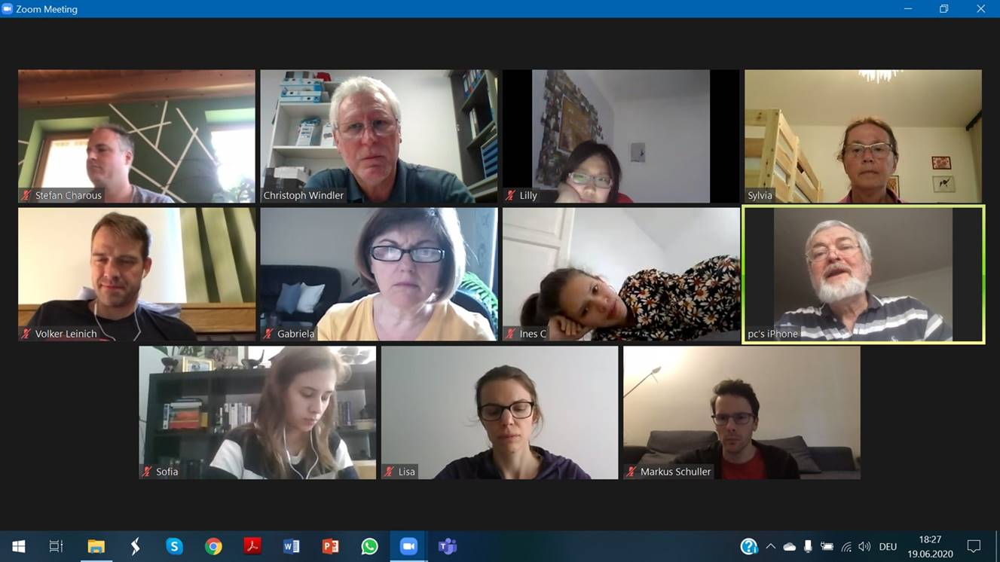 Zoom Meeting
Stefan Charous
Christoph Windler
Lilly
Sylvia
Volker Leinich
Gabriela
Ines C
pc's iPhone
Sofia
Lisa
Markus Schuller
DEU
18:27
19.06.2020